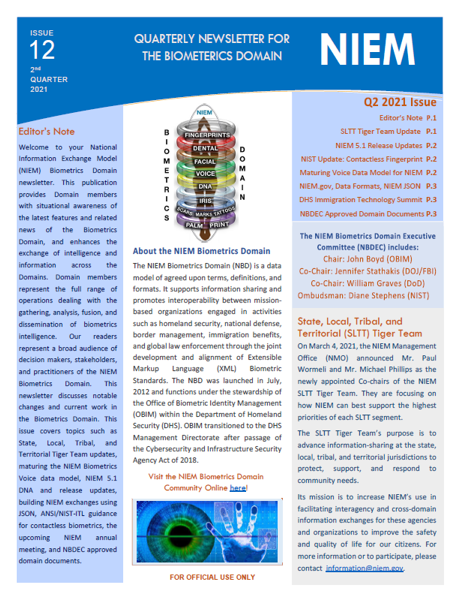 ISSUE
12
2nd
QUARTER
2021
QUARTERLY NEWSLETTER FOR
THE BIOMETERICS DOMAIN
NIEM
Editor's Note
Welcome to your National
Information Exchange Model
(NIEM) Biometrics Domain
newsletter. This publication
provides Domain members
with situational awareness of
the latest features and related
news of the Biometrics
Domain, and enhances the
exchange of intelligence and
information across the
Domains. Domain members
represent the full range of
operations dealing with the
gathering, analysis, fusion, and
dissemination of biometrics
intelligence. Our readers
represent a broad audience of
decision makers, stakeholders,
and practitioners of the NIEM
Biometrics Domain. This
newsletter discusses notable
changes and current work in
the Biometrics Domain. This
issue covers topics such as
State, Local, Tribal, and
Territorial Tiger Team updates,
maturing the NIEM Biometrics
Voice data model, NIEM 5.1
DNA and release updates,
building NIEM exchanges using
JSON, ANSI/NIST-ITL guidance
for contactless biometrics, the
upcoming NIEM annual
meeting, and NBDEC approved
domain documents.
BIOMETRICS
NIEM
FINGERPRINTS
DENTAL
FACIAL
VOICE
DNA
IRIS
SCARS MARKS TATTOOS
PALM PRINT
DOMAIN
About the NIEM Biometrics Domain
The NIEM Biometrics Domain (NBD) is a data
model of agreed upon terms, definitions, and
formats. It supports information sharing and
promotes interoperability between mission-
based organizations engaged in activities
such as homeland security, national defense,
border management, immigration benefits,
and global law enforcement through the joint
development and alignment of Extensible
Markup Language (XML) Biometric
Standards. The NBD was launched in July,
2012 and functions under the stewardship of
the Office of Biometric Identity Management
(OBIM) within the Department of Homeland
Security (DHS). OBIM transitioned to the DHS
Management Directorate after passage of
the Cybersecurity and Infrastructure Security
Agency Act of 2018.
Visit the NIEM Biometrics Domain
Community Online here!
FOR OFFICIAL USE ONLY
Q2 2021 Issue
Editor's Note P.1
SLTT Tiger Team Update P.1
NIEM 5.1 Release Updates P.2
NIST Update: Contactless Fingerprint P.2
Maturing Voice Data Model for NIEM P.2
NIEM.gov, Data Formats, NIEM JSON P.3
DHS Immigration Technology Summit P.3
NBDEC Approved Domain Documents P.3
The NIEM Biometrics Domain Executive
Committee (NBDEC) includes:
Chair: John Boyd (OBIM)
Co-Chair: Jennifer Stathakis (DOJ/FBI)
Co-Chair: William Graves (DoD)
Ombudsman: Diane Stephens (NIST)
State, Local, Tribal, and
Territorial (SLTT) Tiger Team
On March 4, 2021, the NIEM Management
Office (NMO) announced Mr. Paul
Wormeli and Mr. Michael Phillips as the
newly appointed Co-chairs of the NIEM
SLTT Tiger Team. They are focusing on
how NIEM can best support the highest
priorities of each SLTT segment.
The SLTT Tiger Team's purpose is to
advance information-sharing at the state,
local, tribal, and territorial jurisdictions to
protect, support, and respond to
community needs.
Its mission is to increase NIEM's use in
facilitating interagency and cross-domain
information exchanges for these agencies
and organizations to improve the safety
and quality of life for our citizens. For
more information or to participate, please
contact information@niem.gov.